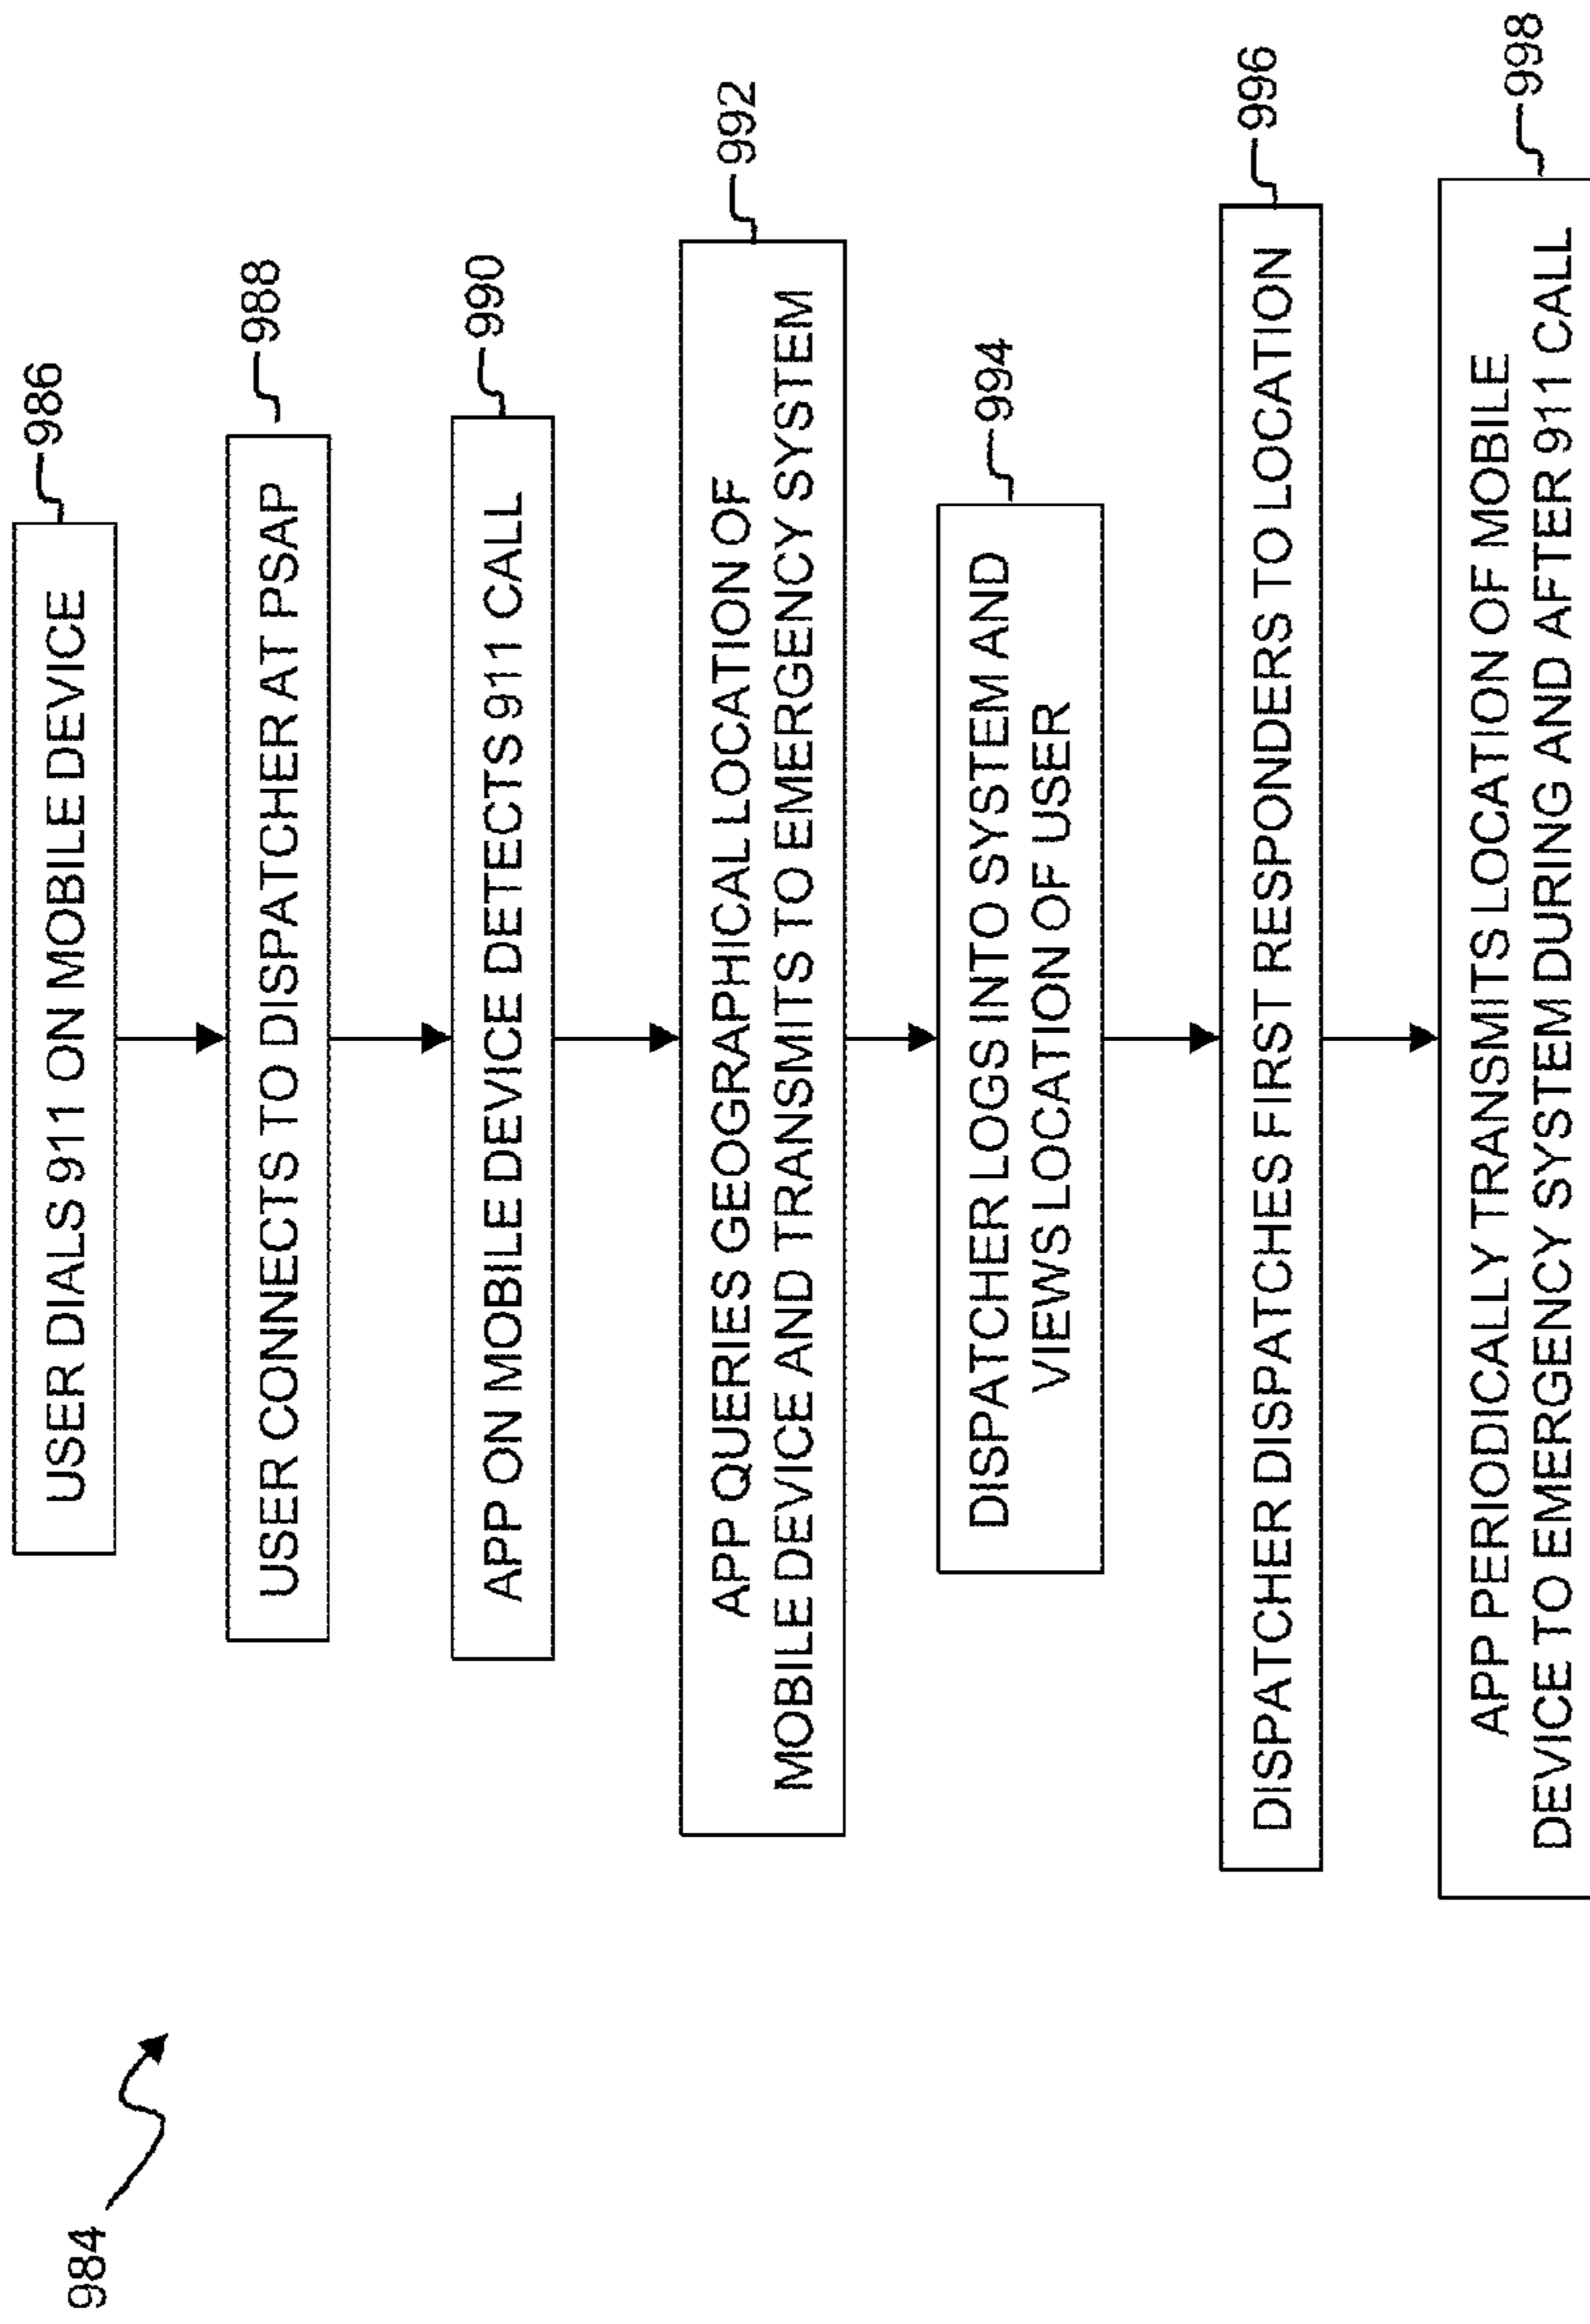 984
USER DIALS 911 ON MOBILE DEVICE
986
USER CONNECTS TO DISPATCHER AT PSAP
988
APP ON MOBILE DEVICE DETECTS 911 CALL
990
APP QUERIES GEOGRAPHICAL LOCATION OF
MOBILE DEVICE AND TRANSMITS TO EMERGENCY SYSTEM
992
DISPATCHER LOGS INTO SYSTEM AND
VIEWS LOCATION OF USER
994
DISPATCHER DISPATCHES FIRST RESPONDERS TO LOCATION
996
APP PERIODICALLY TRANSMITS LOCATION OF MOBILE
DEVICE TO EMERGENCY SYSTEM DURING AND AFTER 911 CALL
998